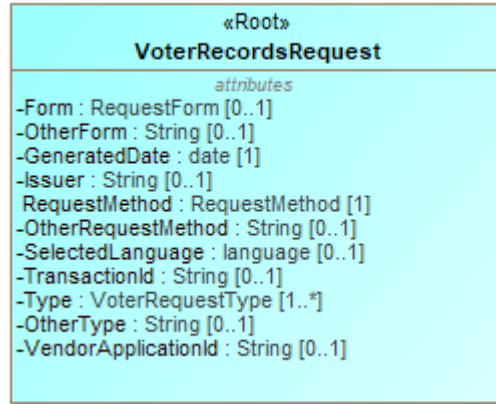 «Root»
VoterRecordsRequest
attributes
-Form : RequestForm [0..1]
-OtherForm : String [0..1]
-GeneratedDate : date [1]
-Issuer : String [0..1]
RequestMethod : RequestMethod [1]
-OtherRequestMethod : String [0..1]
-SelectedLanguage : language [0..1]
-TransactionId : String [0..1]
-Type : VoterRequestType [1..*]
-OtherType : String [0..1]
-VendorApplicationId : String [0..1]